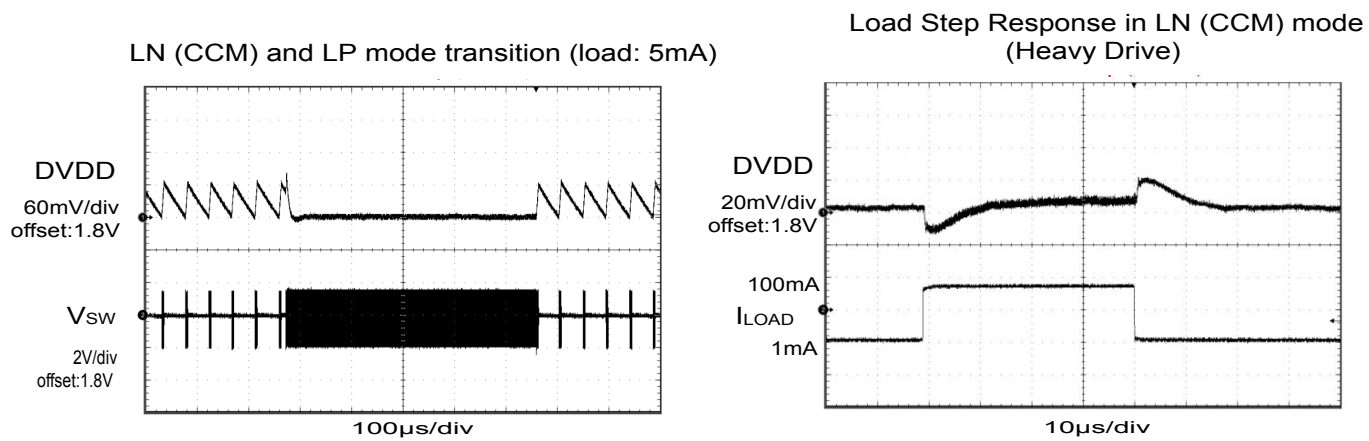 LN (CCM) and LP mode transition (load: 5mA)
DVDD
60mV/div
offset:1.8V
VSW
2V/div
offset:1.8V
100µs/div
Load Step Response in LN (CCM) mode
(Heavy Drive)
DVDD
20mV/div
offset:1.8V
100mA
ILOAD
1mA
10µs/div